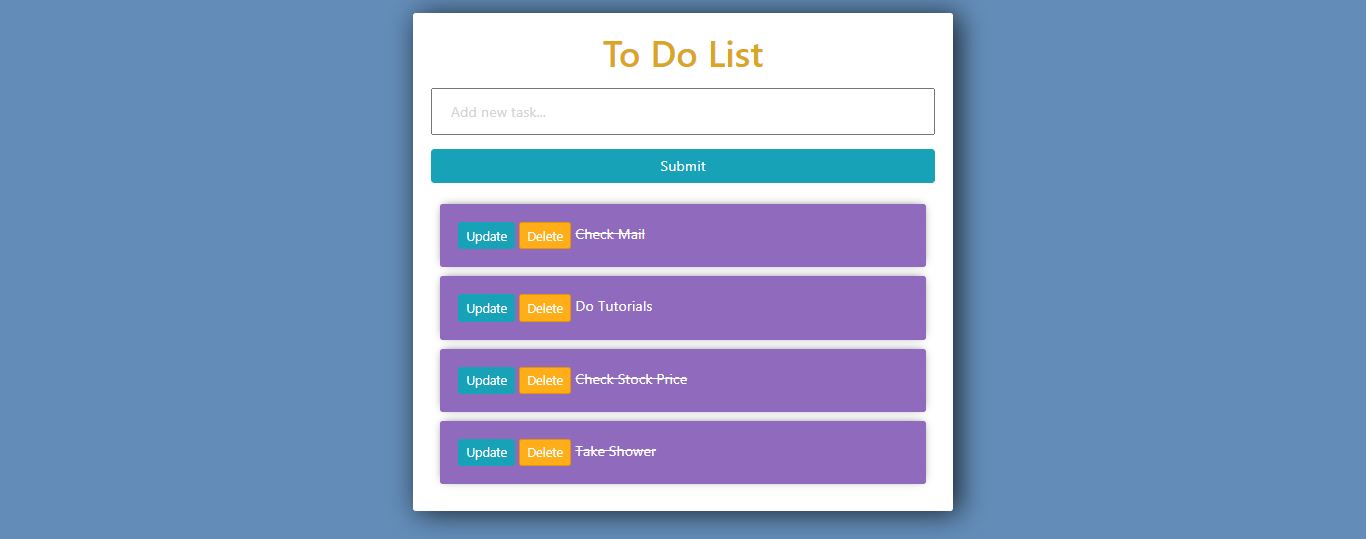 To Do List
Add new task...
Submit
Update Delete Check Mail
Update Delete Do Tutorials
Update Delete Check Stock Price
Update Delete Take Shower